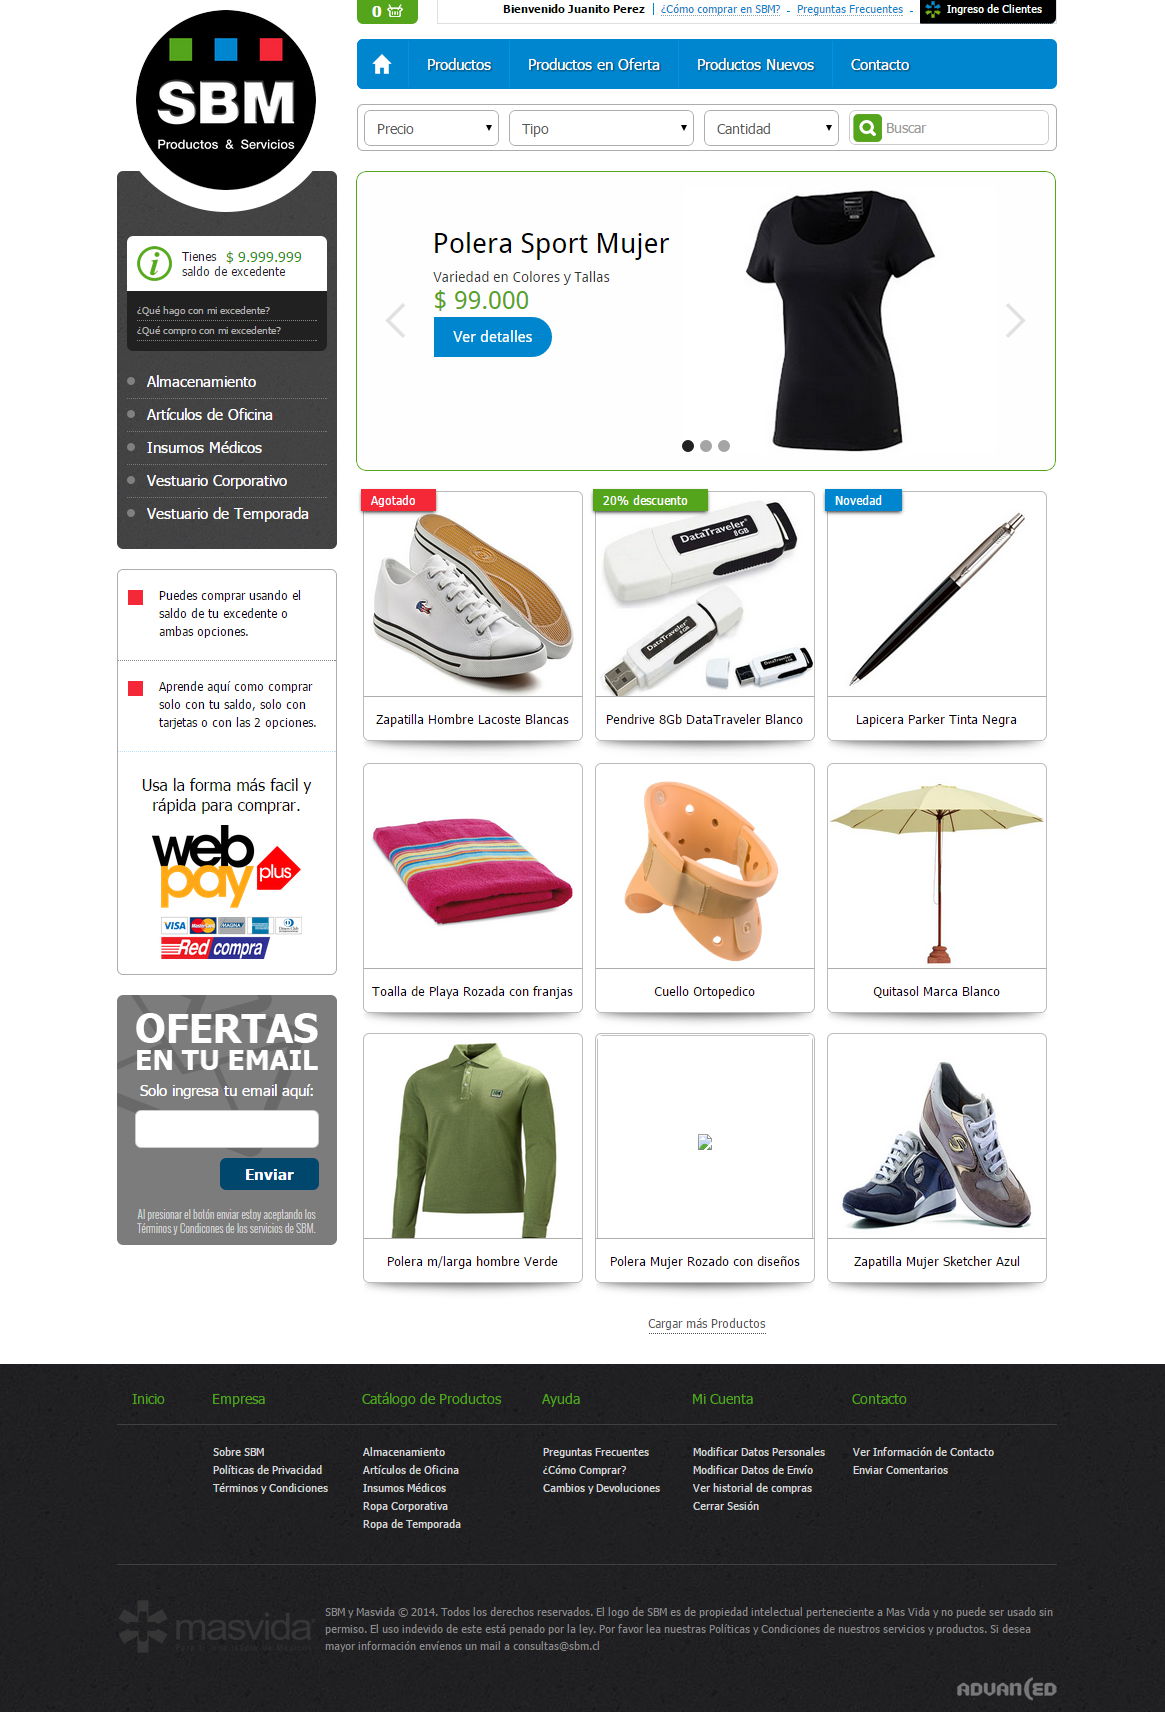 0
Bienvenido Juanito Perez | ¿Cómo comprar en SBM? - Preguntas Frecuentes -
Ingreso de Clientes
SBM
Productos & Servicios
Productos
Productos en Oferta
Productos Nuevos
Contacto
Precio
Tipo
Cantidad
Buscar
Tienes $ 9.999.999
saldo de excedente
¿Qué hago con mi excedente?
¿Qué compro con mi excedente?
Almacenamiento
Artículos de Oficina
Insumos Médicos
Vestuario Corporativo
Vestuario de Temporada
Polera Sport Mujer
Variedad en Colores y Tallas
$ 99.000
Ver detalles
Puedes comprar usando el
saldo de tu excedente o
ambas opciones.
Aprende aquí como comprar
solo con tu saldo, solo con
tarjetas o con las 2 opciones.
Usa la forma más facil y
rápida para comprar.
web
pay
plus
VISA
MasterCard
MAGNA
Red compra
OFERTAS
EN TU EMAIL
Solo ingresa tu email aquí:
Enviar
Al presionar el botón enviar estoy aceptando los
Términos y Condicones de los servicios de SBM.
Agotado
Zapatilla Hombre Lacoste Blancas
20% descuento
DataTraveler
8GB
DataTraveler
8GB
DataTraveler
Pendrive 8Gb DataTraveler Blanco
Novedad
Lapicera Parker Tinta Negra
Toalla de Playa Rozada con franjas
Cuello Ortopedico
Quitasol Marca Blanco
SBM
Polera m/larga hombre Verde
Polera Mujer Rozado con diseños
Zapatilla Mujer Sketcher Azul
Cargar más Productos
Inicio
Empresa
Sobre SBM
Políticas de Privacidad
Términos y Condiciones
Catálogo de Productos
Almacenamiento
Artículos de Oficina
Insumos Médicos
Ropa Corporativa
Ropa de Temporada
Ayuda
Preguntas Frecuentes
¿Cómo Comprar?
Cambios y Devoluciones
Mi Cuenta
Modificar Datos Personales
Modificar Datos de Envío
Ver historial de compras
Cerrar Sesión
Contacto
Ver Información de Contacto
Enviar Comentarios
masvida
SBM y Masvida © 2014. Todos los derechos reservados. El logo de SBM es de propiedad intelectual perteneciente a Mas Vida y no puede ser usado sin
permiso. El uso indevido de este está penado por la ley. Por favor lea nuestras Políticas y Condiciones de nuestros servicios y productos. Si desea
mayor información envíenos un mail a consultas@sbm.cl
ADVANCED